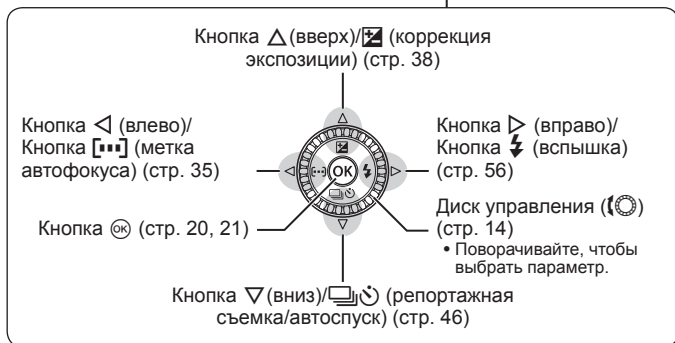 Кнопка △(вверх)/ (коррекция
экспозиции) (стр. 38)
Кнопка ◁ (влево)/
Кнопка [▪▪▪] (метка
автофокуса) (стр. 35)
Кнопка ▷ (вправо)/
Кнопка ⚡ (вспышка)
(стр. 56)
OK
Кнопка ⊛ (стр. 20, 21)
Диск управления ()
(стр. 14)
• Поворачивайте, чтобы
выбрать параметр.
Кнопка ▽(вниз)/ (репортажная
съемка/автоспуск) (стр. 46)